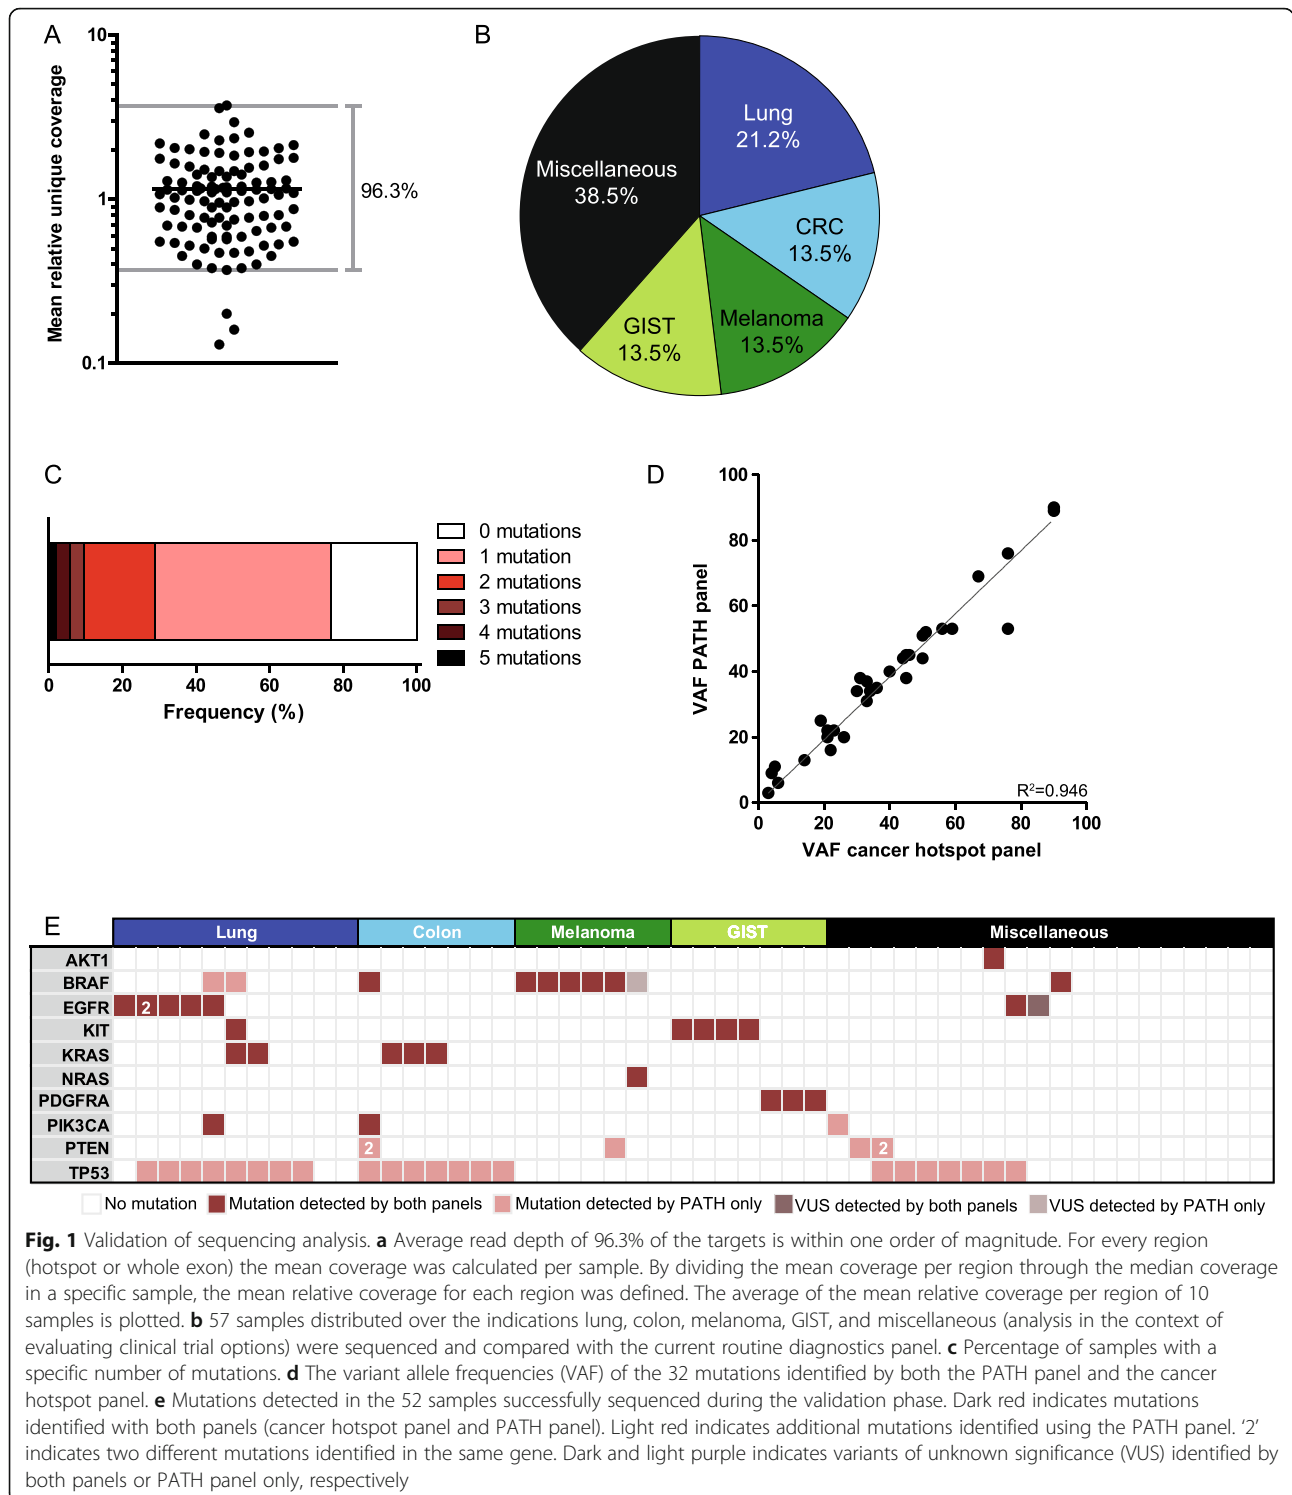 A
10
1
0.1
Mean relative unique coverage
96.3%
B
Lung
21.2%
CRC
13.5%
Melanoma
13.5%
GIST
13.5%
Miscellaneous
38.5%
C
0 mutations
1 mutation
2 mutations
3 mutations
4 mutations
5 mutations
0 20 40 60 80 100
Frequency (%)
D
100
80
60
40
20
0
VAF PATH panel
R²=0.946
0 20 40 60 80 100
VAF cancer hotspot panel
E Lung Colon Melanoma GIST Miscellaneous
AKT1
BRAF
EGFR 2
KIT
KRAS
NRAS
PDGFRA
PIK3CA
PTEN 2 2
TP53
No mutation Mutation detected by both panels Mutation detected by PATH only VUS detected by both panels VUS detected by PATH only
Fig. 1 Validation of sequencing analysis. a Average read depth of 96.3% of the targets is within one order of magnitude. For every region
(hotspot or whole exon) the mean coverage was calculated per sample. By dividing the mean coverage per region through the median coverage
in a specific sample, the mean relative coverage for each region was defined. The average of the mean relative coverage per region of 10
samples is plotted. b 57 samples distributed over the indications lung, colon, melanoma, GIST, and miscellaneous (analysis in the context of
evaluating clinical trial options) were sequenced and compared with the current routine diagnostics panel. c Percentage of samples with a
specific number of mutations. d The variant allele frequencies (VAF) of the 32 mutations identified by both the PATH panel and the cancer
hotspot panel. e Mutations detected in the 52 samples successfully sequenced during the validation phase. Dark red indicates mutations
identified with both panels (cancer hotspot panel and PATH panel). Light red indicates additional mutations identified using the PATH panel. ‘2’
indicates two different mutations identified in the same gene. Dark and light purple indicates variants of unknown significance (VUS) identified by
both panels or PATH panel only, respectively